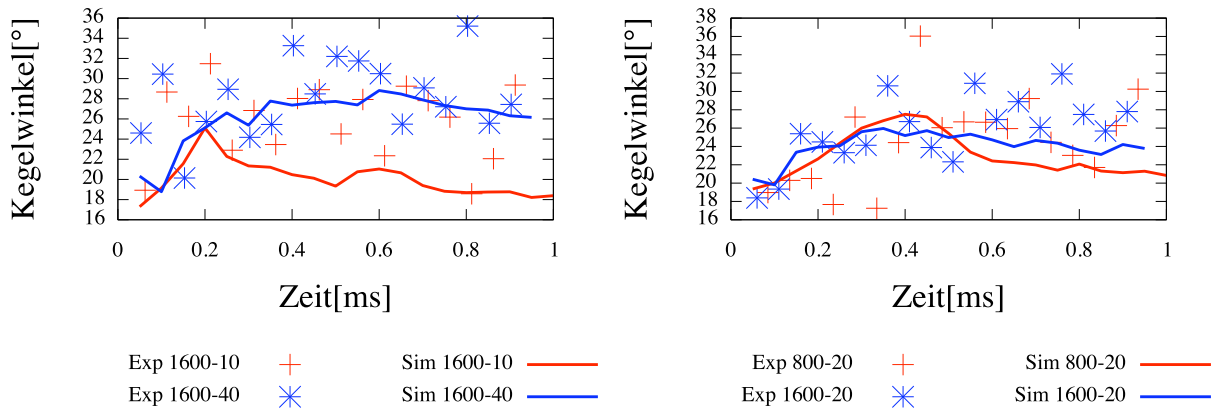 Kegelwinkel[°]
36
34
32
30
28
26
24
22
20
18
16
0 0.2 0.4 0.6 0.8 1
Zeit[ms]
Exp 1600-10 Sim 1600-10
Exp 1600-40 Sim 1600-40
Kegelwinkel[°]
38
36
34
32
30
28
26
24
22
20
18
16
0 0.2 0.4 0.6 0.8 1
Zeit[ms]
Exp 800-20 Sim 800-20
Exp 1600-20 Sim 1600-20